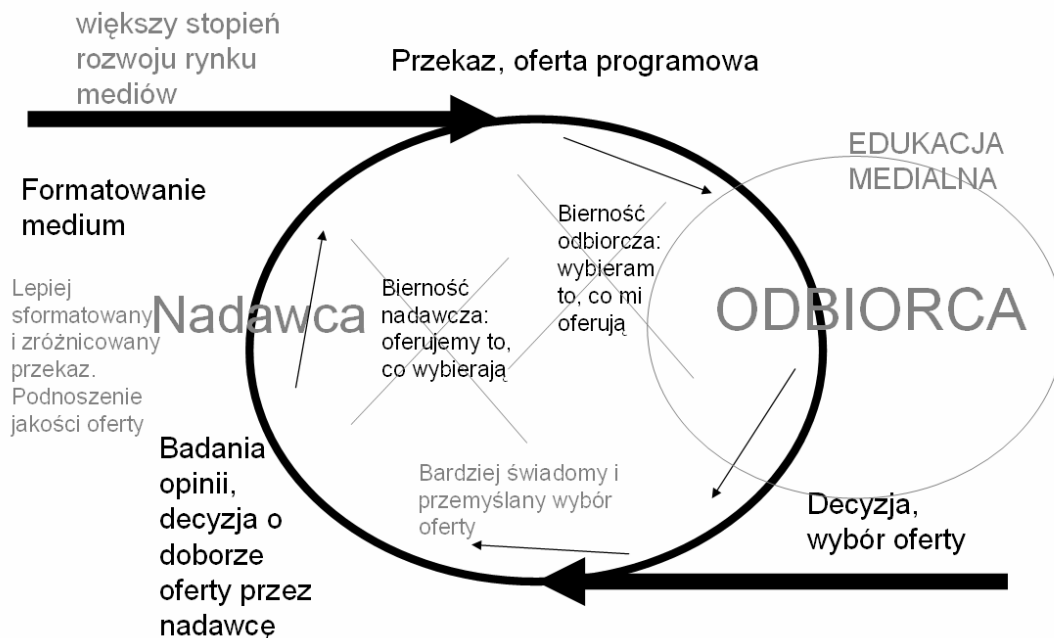 większy stopień
rozwoju rynku
mediów
Przekaz, oferta programowa
EDUKACJA
MEDIALNA
Formatowanie
medium
Bierność
odbiorcza:
wybieram
to, co mi
oferują
Lepiej
sformatowany
i zróżnicowany
przekaz.
Podnoszenie
jakości oferty
Nadawca
Bierność
nadawcza:
oferujemy to,
co wybierają
ODBIORCA
Badania
opinii,
decyzja o
doborze
oferty przez
nadawcę
Bardziej świadomy i
przemyślany wybór
oferty
Decyzja,
wybór oferty